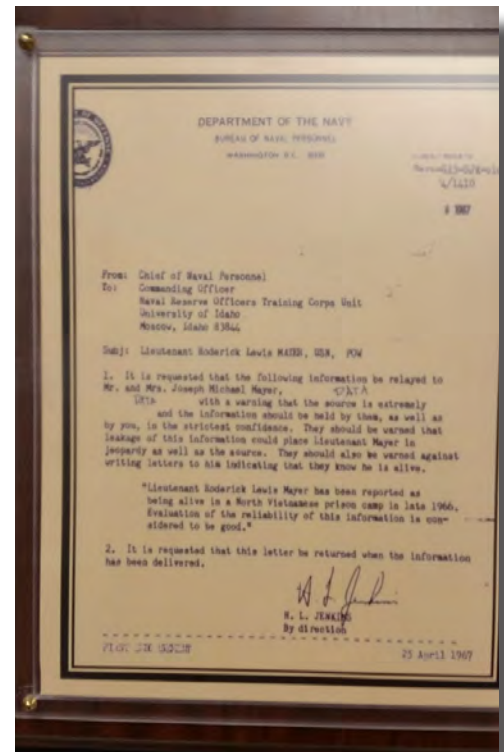 DEPARTMENT OF THE NAVY
BUREAU OF NAVAL PERSONNEL
WASHINGTON D.C.
1967
From: Chief of Naval Personnel
To: Commanding Officer
Naval Reserve Officers Training Corps Unit
University of Idaho
Moscow, Idaho 83844
Subj: Lieutenant Roderick Lewis MAYER, USN, POW
1. It is requested that the following information be relayed to
Mr. and Mrs. Joseph Michael Mayer,
with a warning that the source is extremely
and the information should be held by them, as well as
by you, in the strictest confidence. They should be warned that
leakage of this information could place Lieutenant Mayer in
jeopardy as well as the source. They should also be warned against
writing letters to him indicating that they know he is alive.
"Lieutenant Roderick Lewis Mayer has been reported as
being alive in a North Vietnamese prison camp in late 1966.
Evaluation of the reliability of this information is con-
sidered to be good."
2. It is requested that this letter be returned when the information
has been delivered.
H. L. JENKINS
By direction
25 April 1967